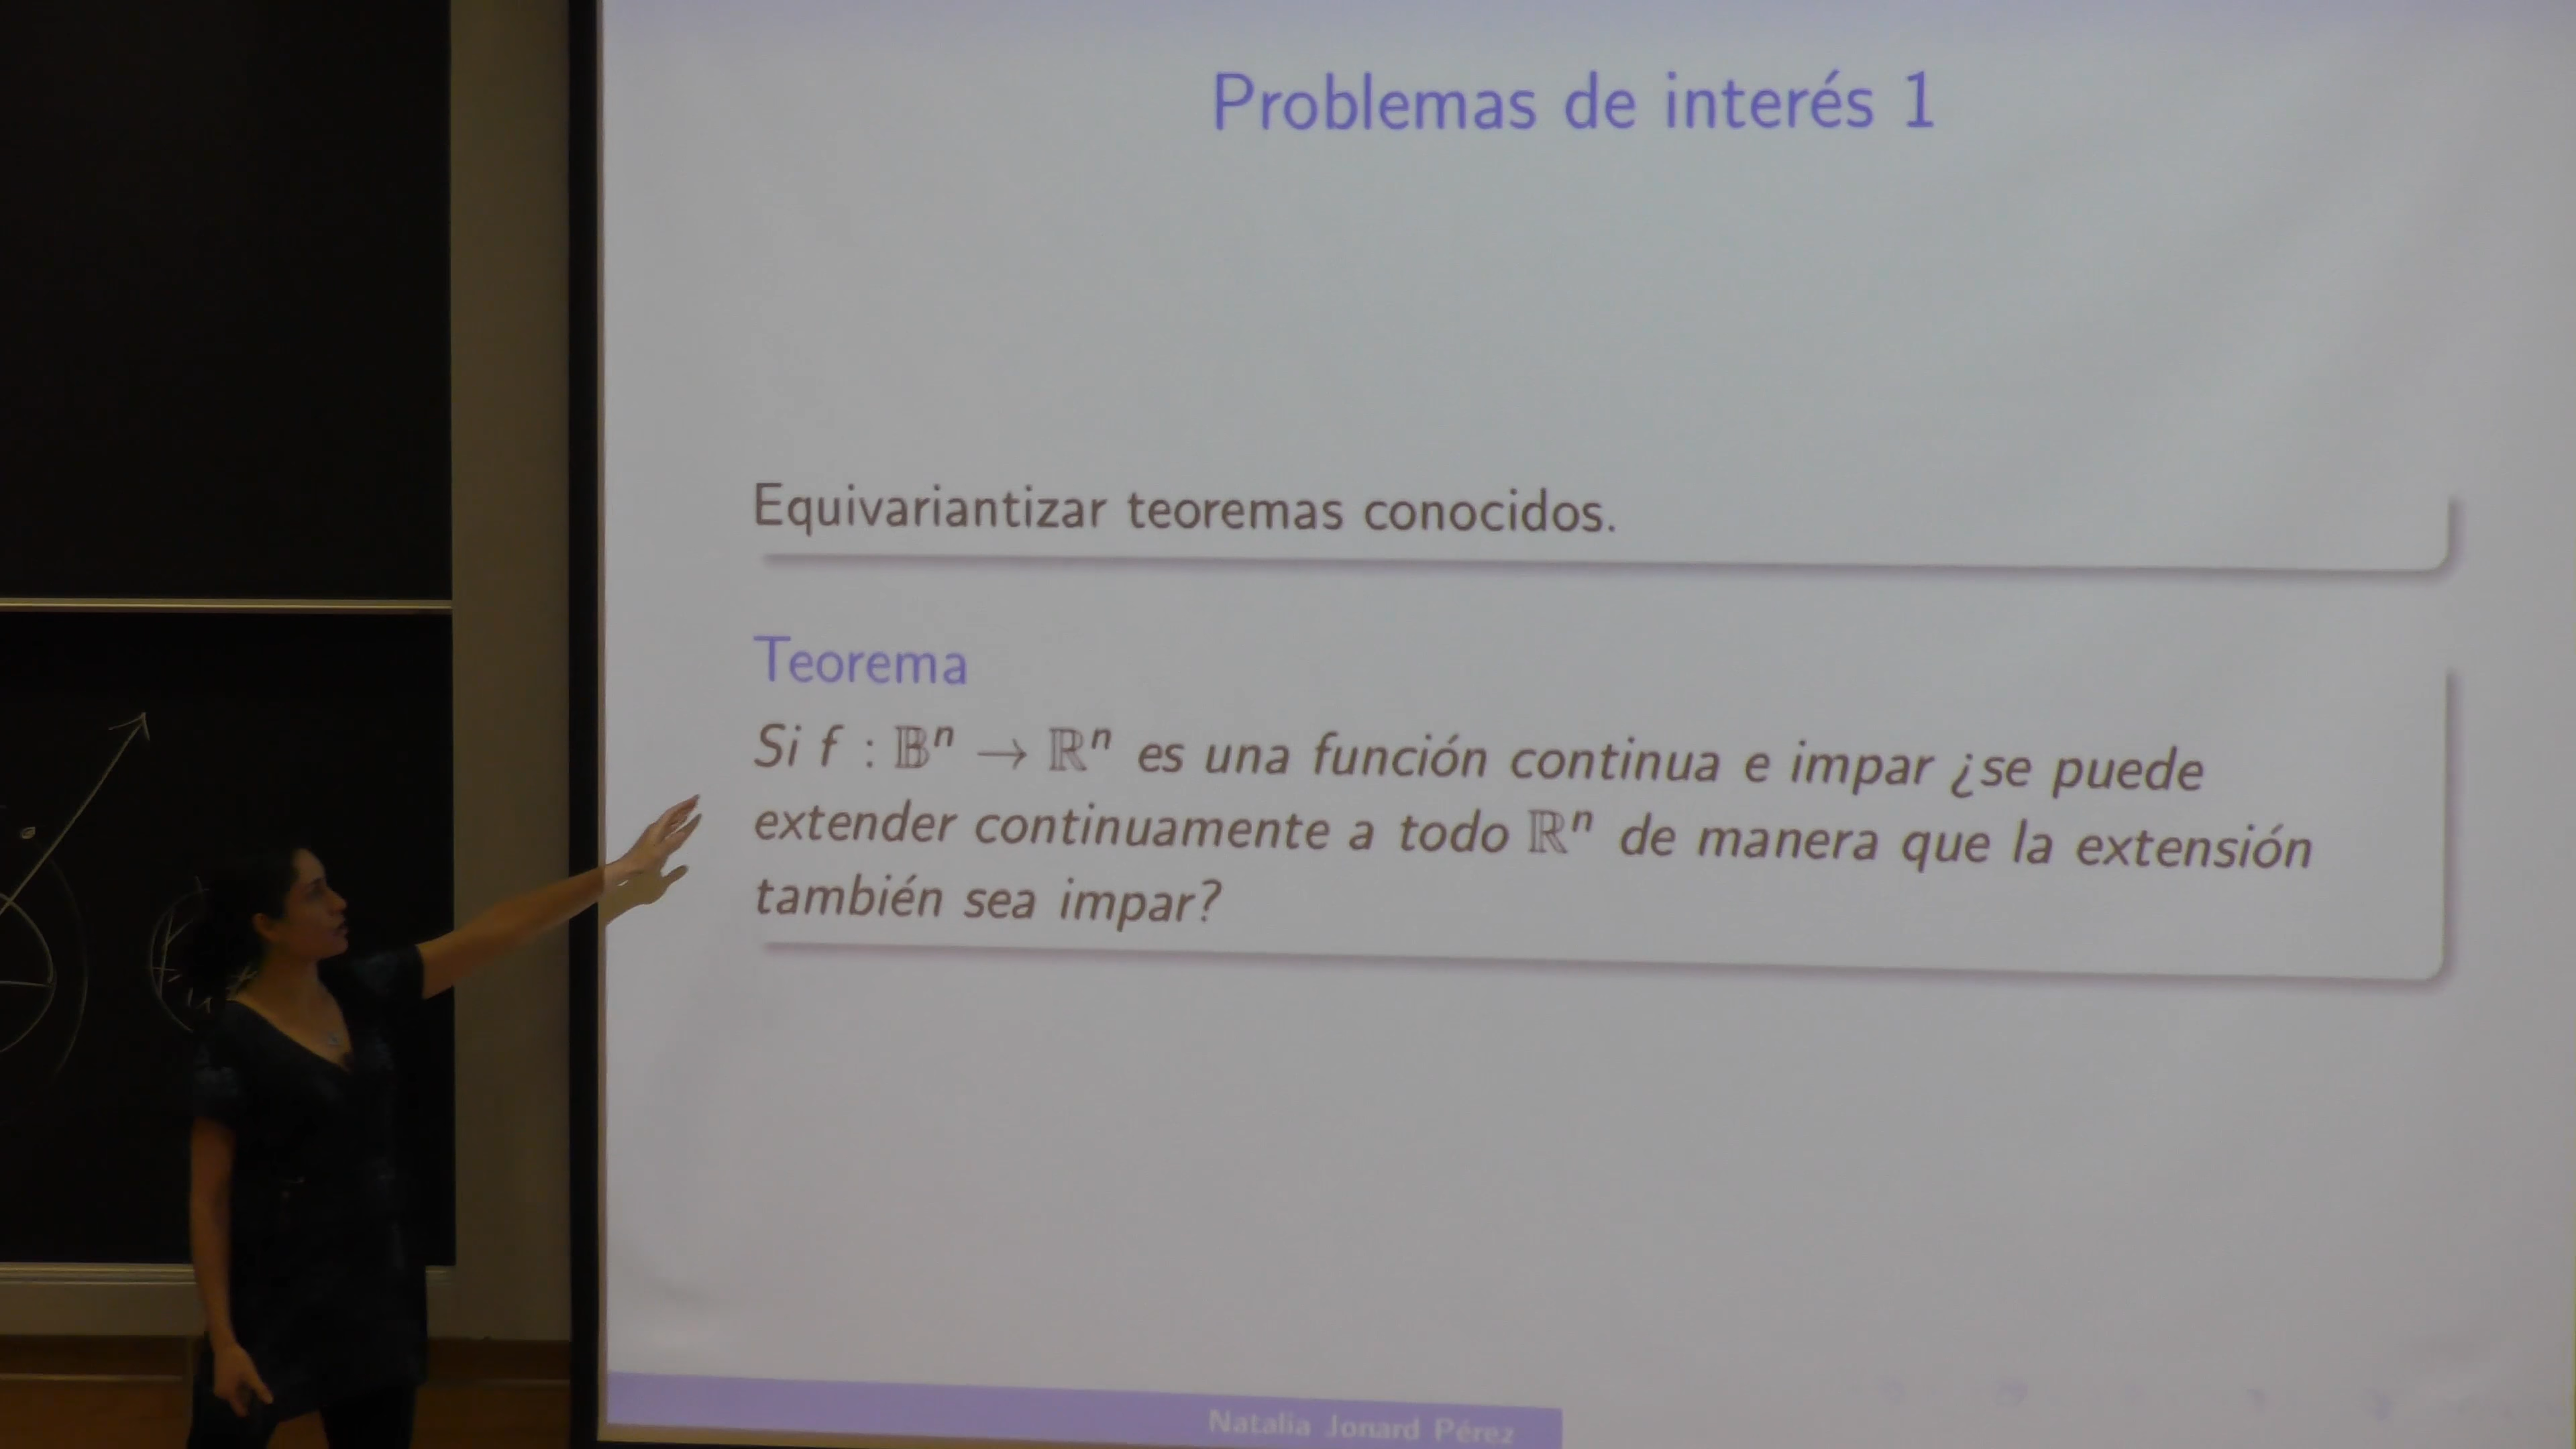 Problemas de interés 1
Equivariantizar teoremas conocidos.
Teorema
Si f : 𝔹ⁿ → ℝⁿ es una función continua e impar ¿se puede
extender continuamente a todo ℝⁿ de manera que la extensión
también sea impar?
Natalia Jonard Pérez